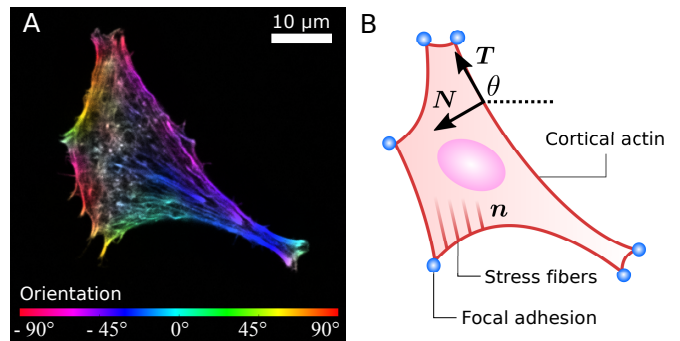 A
10 μm
Orientation
- 90° - 45° 0° 45° 90°
B
T
N
θ
Cortical actin
n
Stress fibers
Focal adhesion